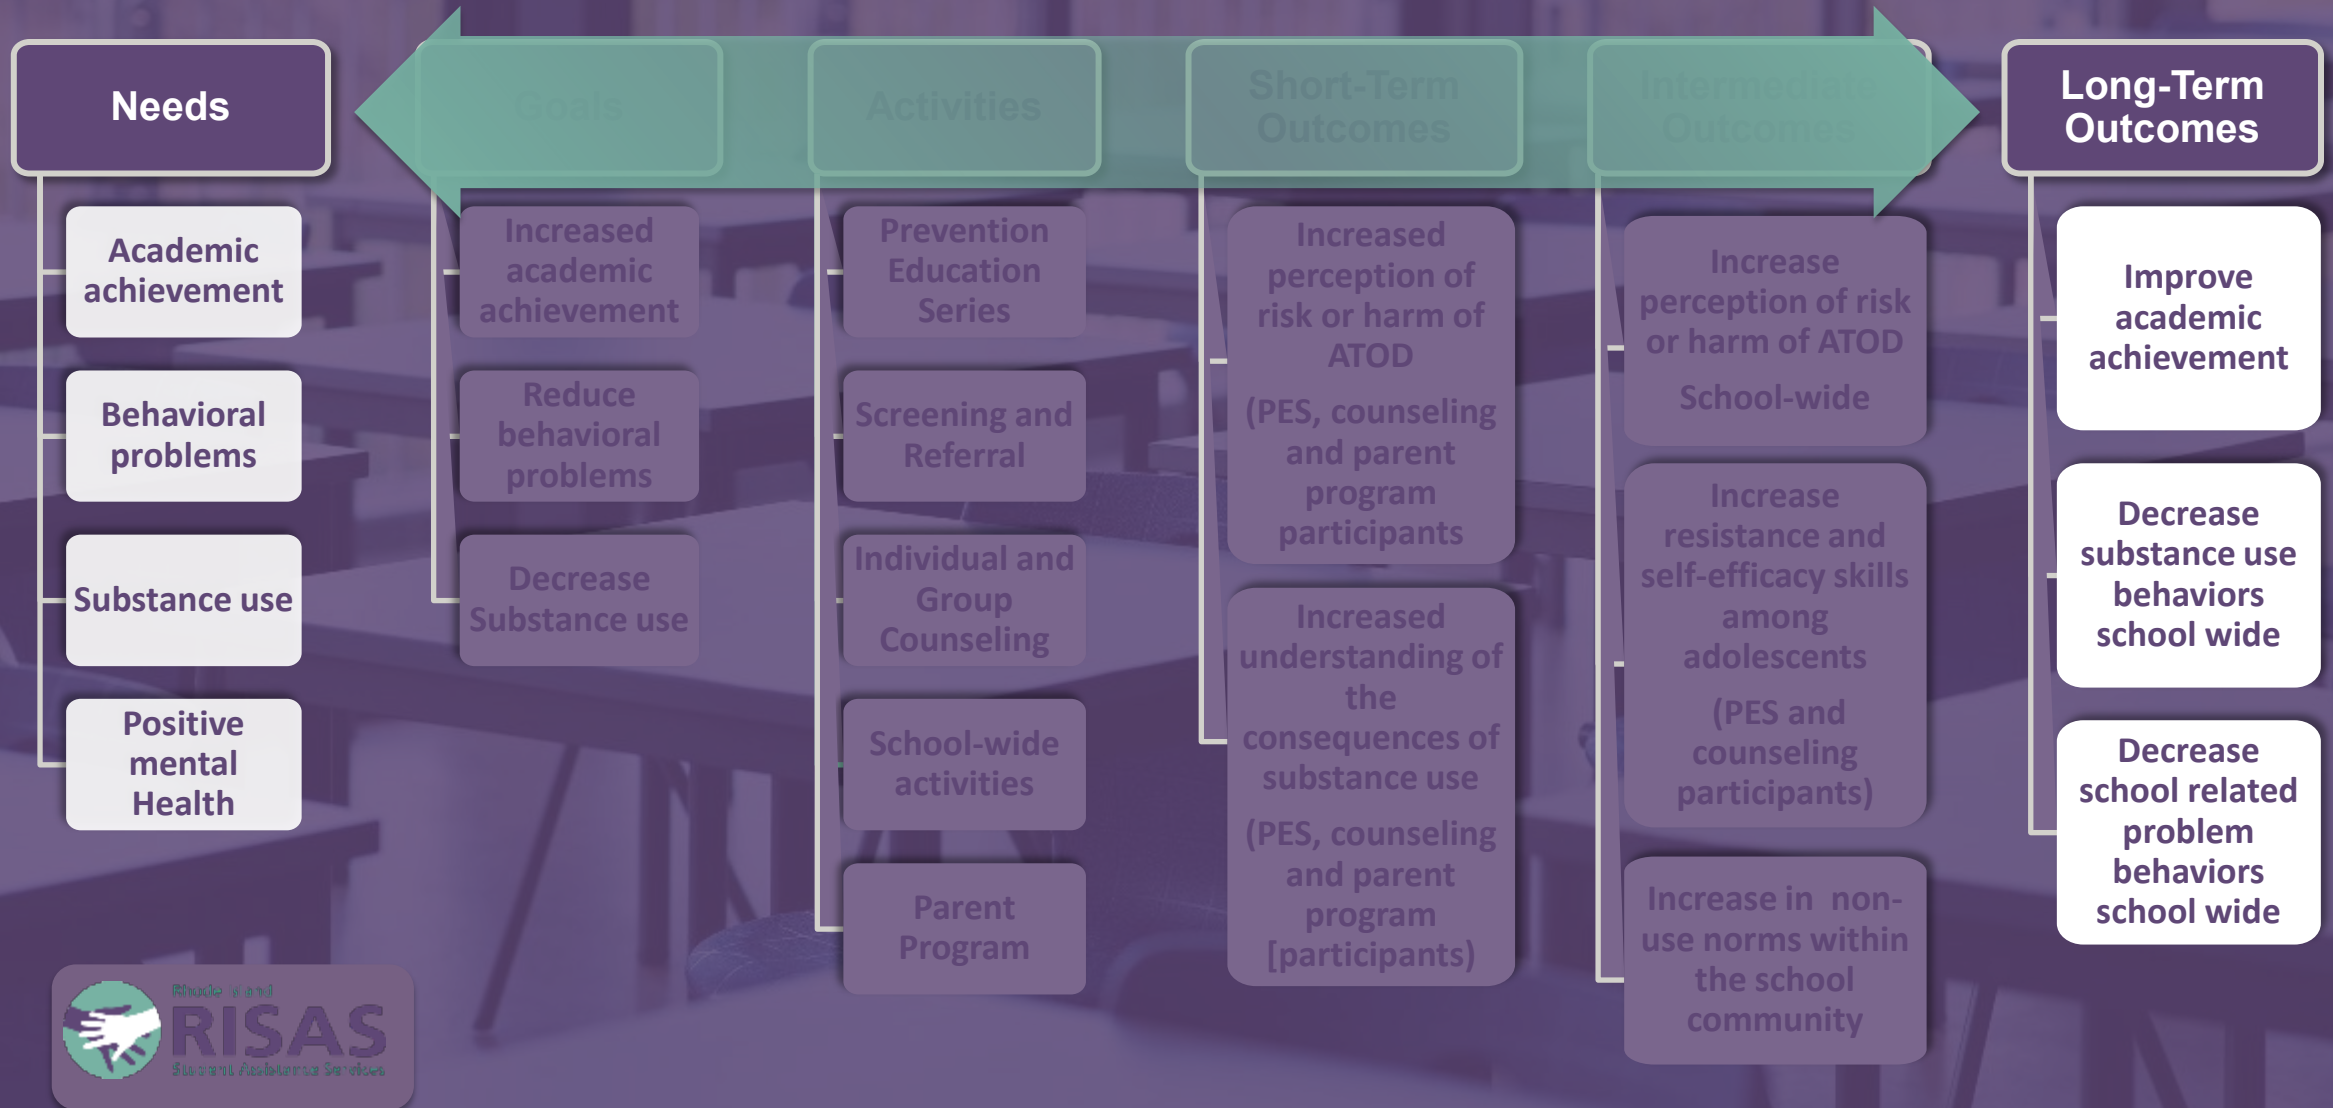 Needs
Academic
achievement
Behavioral
problems
Substance use
Positive
mental
Health
Goals
Increased
academic
achievement
Reduce
behavioral
problems
Decrease
Substance use
Activities
Prevention
Education
Series
Screening and
Referral
Individual and
Group
Counseling
School-wide
activities
Parent
Program
Short-Term
Outcomes
Increased
perception of
risk or harm of
ATOD
(PES, counseling
and parent
program
participants
Increased
understanding of
the
consequences of
substance use
(PES, counseling
and parent
program
[participants)
Intermediate
Outcomes
Increase
perception of risk
or harm of ATOD
School-wide
Increase
resistance and
self-efficacy skills
among
adolescents
(PES and
counseling
participants)
Increase in  non-
use norms within
the school
community
Long-Term
Outcomes
Improve
academic
achievement
Decrease
substance use
behaviors
school wide
Decrease
school related
problem
behaviors
school wide
Rhode Island
RISAS
Student Assistance Services